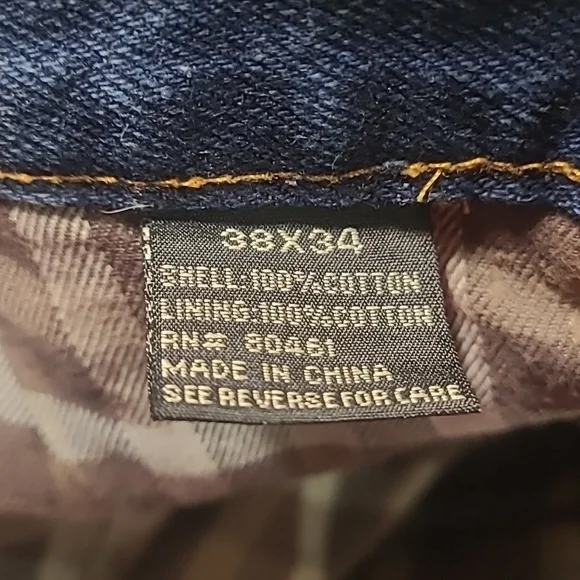 38X34
SHELL:100%COTTON
LINING:100%COTTON
RN# 80461
MADE IN CHINA
SEE REVERSE FOR CARE